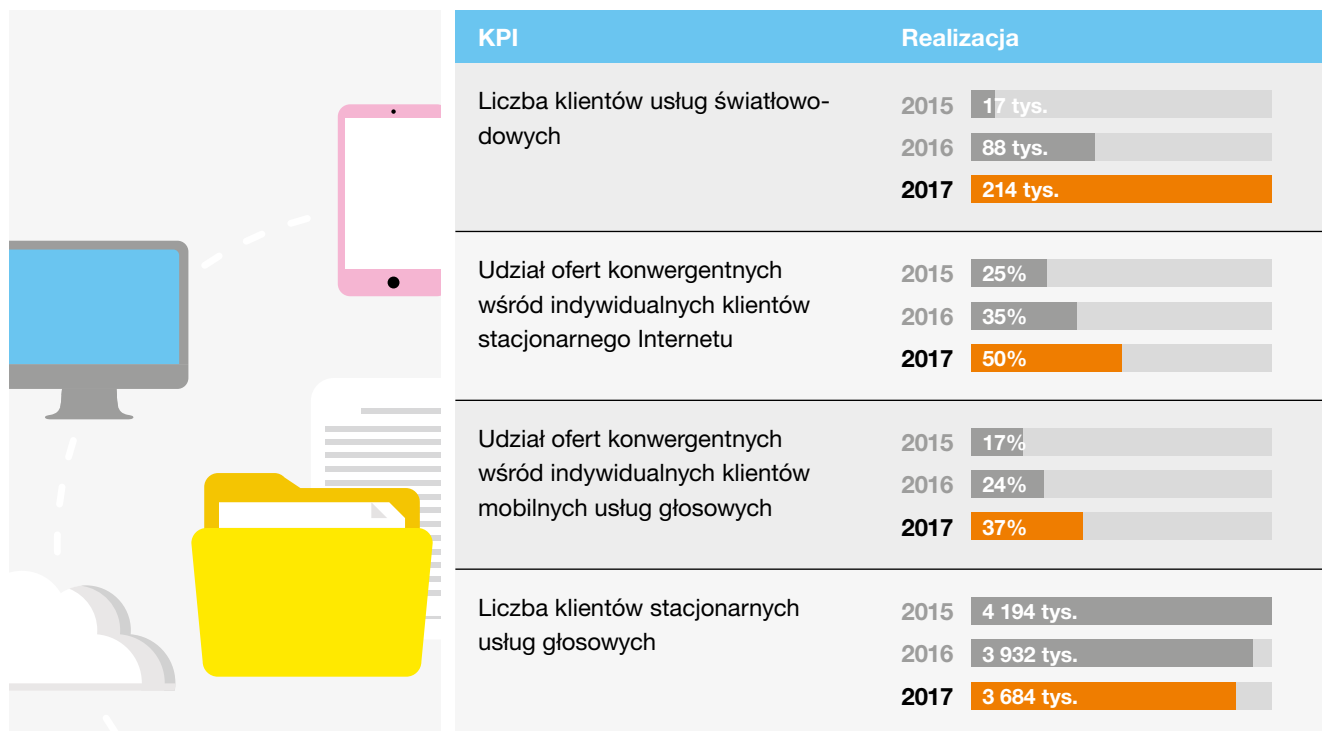 KPI Realizacja
Liczba klientów usług światłowo-
dowych
2015 17 tys.
2016 88 tys.
2017 214 tys.
Udział ofert konwergentnych
wśród indywidualnych klientów
stacjonarnego Internetu
2015 25%
2016 35%
2017 50%
Udział ofert konwergentnych
wśród indywidualnych klientów
mobilnych usług głosowych
2015 17%
2016 24%
2017 37%
Liczba klientów stacjonarnych
usług głosowych
2015 4 194 tys.
2016 3 932 tys.
2017 3 684 tys.